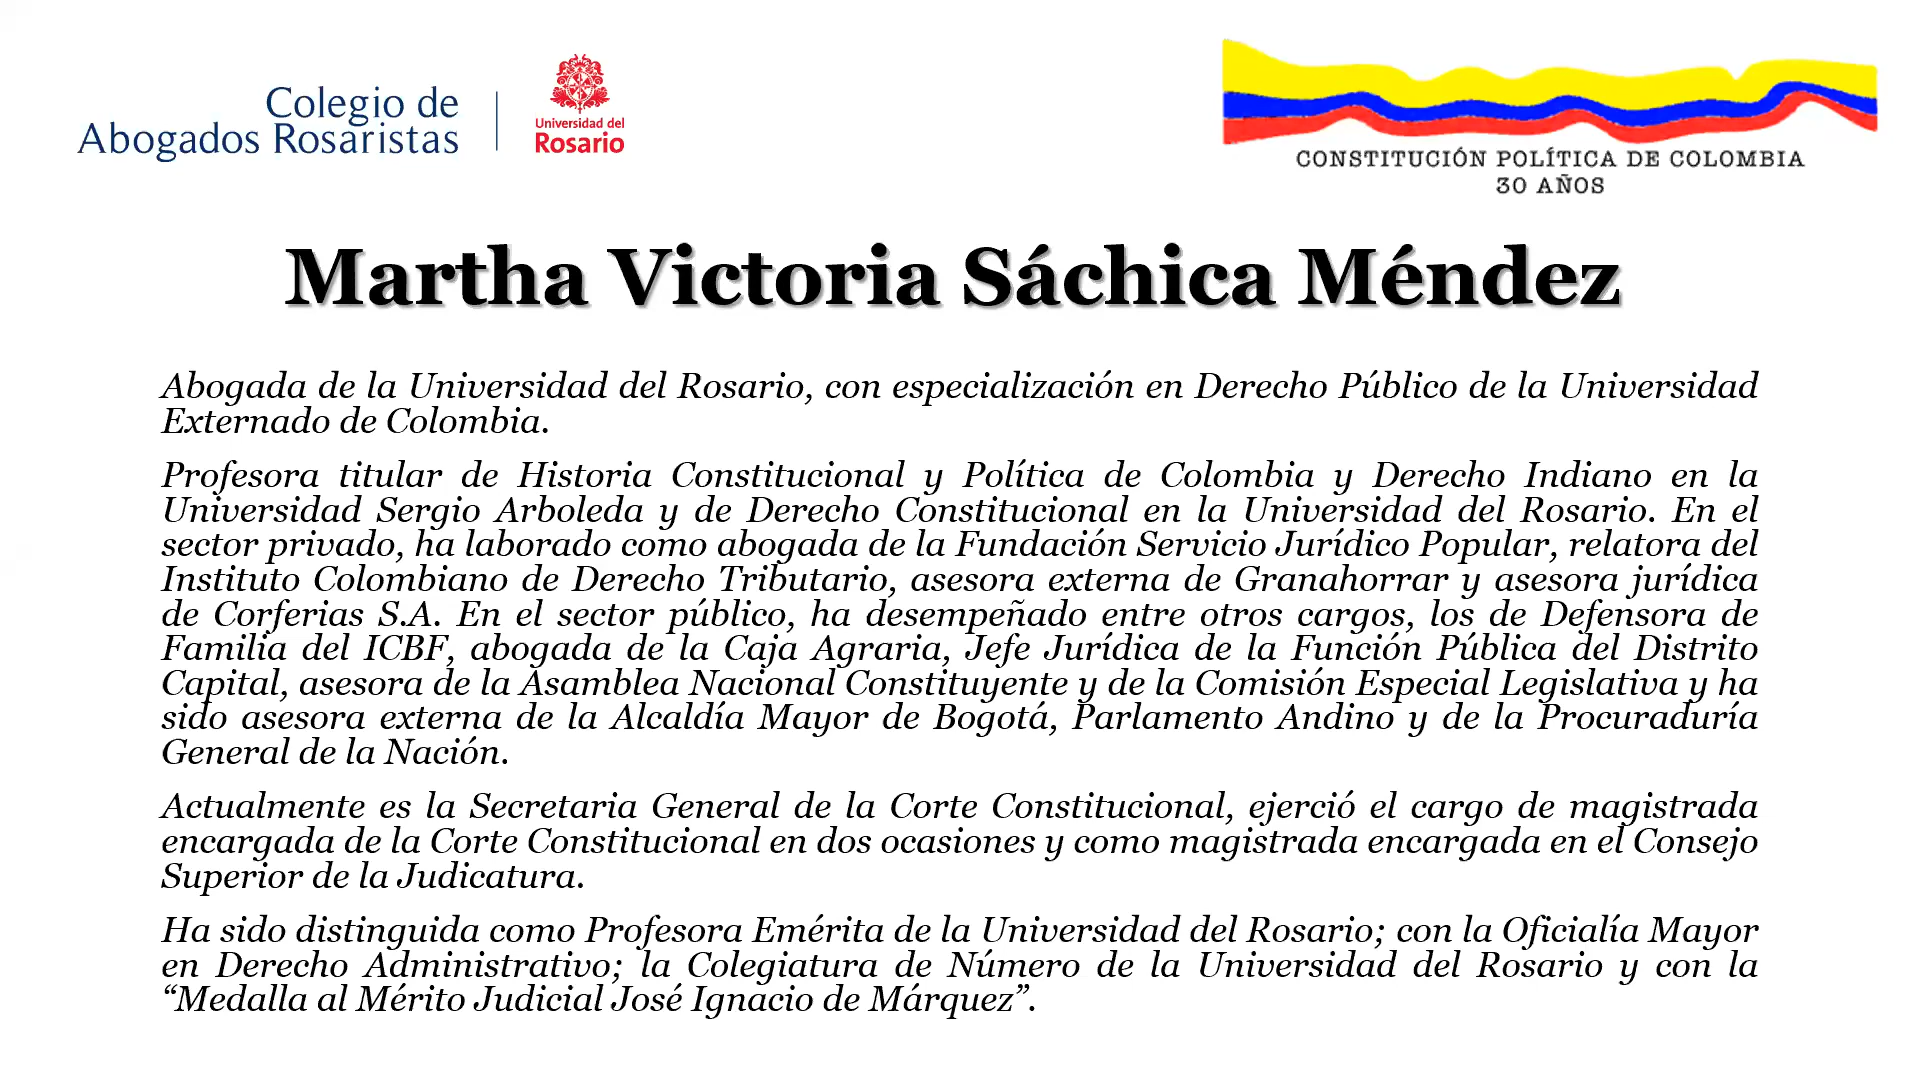 Colegio de
Abogados Rosaristas
Universidad del
Rosario
CONSTITUCIÓN POLÍTICA DE COLOMBIA
30 AÑOS
Martha Victoria Sáchica Méndez
Abogada de la Universidad del Rosario, con especialización en Derecho Público de la Universidad
Externado de Colombia.
Profesora titular de Historia Constitucional y Política de Colombia y Derecho Indiano en la
Universidad Sergio Arboleda y de Derecho Constitucional en la Universidad del Rosario. En el
sector privado, ha laborado como abogada de la Fundación Servicio Jurídico Popular, relatora del
Instituto Colombiano de Derecho Tributario, asesora externa de Granahorrar y asesora jurídica
de Corferias S.A. En el sector público, ha desempeñado entre otros cargos, los de Defensora de
Familia del ICBF, abogada de la Caja Agraria, Jefe Jurídica de la Función Pública del Distrito
Capital, asesora de la Asamblea Nacional Constituyente y de la Comisión Especial Legislativa y ha
sido asesora externa de la Alcaldía Mayor de Bogotá, Parlamento Andino y de la Procuraduría
General de la Nación.
Actualmente es la Secretaria General de la Corte Constitucional, ejerció el cargo de magistrada
encargada de la Corte Constitucional en dos ocasiones y como magistrada encargada en el Consejo
Superior de la Judicatura.
Ha sido distinguida como Profesora Emérita de la Universidad del Rosario; con la Oficialía Mayor
en Derecho Administrativo; la Colegiatura de Número de la Universidad del Rosario y con la
“Medalla al Mérito Judicial José Ignacio de Márquez”.